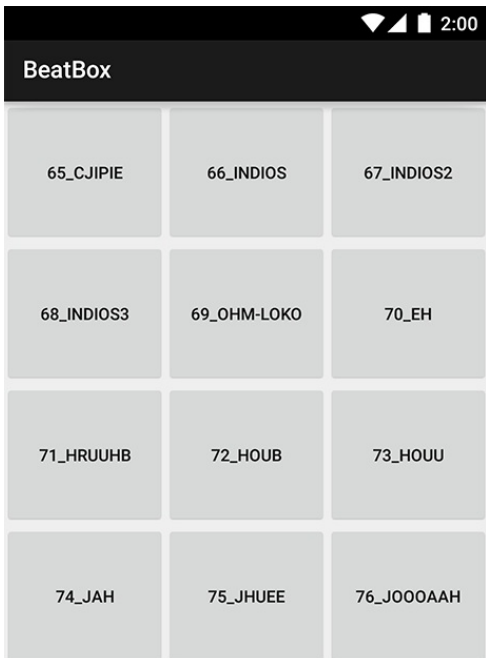 2:00
BeatBox
65_CJIPIE 66_INDIOS 67_INDIOS2
68_INDIOS3 69_OHM-LOKO 70_EH
71_HRUUHB 72_HOUB 73_HOUU
74_JAH 75_JHUEE 76_JOOOAAH